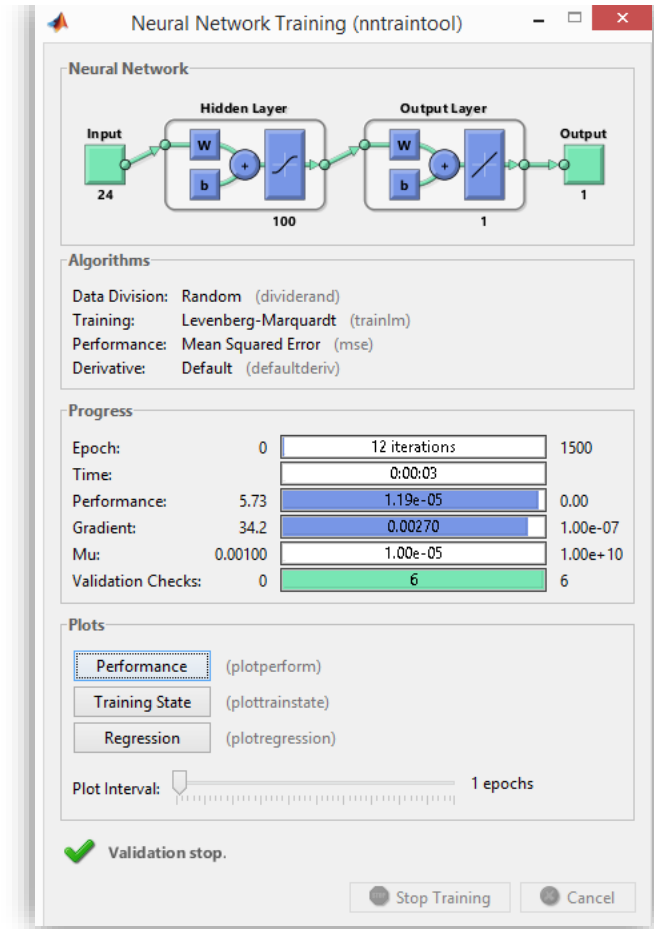 Neural Network Training (nntraintool)
Neural Network
Hidden Layer
Output Layer
Input
Output
W
b
+
W
b
+
24
100
1
1
Algorithms
Data Division: Random (dividerand)
Training: Levenberg-Marquardt (trainlm)
Performance: Mean Squared Error (mse)
Derivative: Default (defaultderiv)
Progress
Epoch: 0 12 iterations 1500
Time: 0:00:03
Performance: 5.73 1.19e-05 0.00
Gradient: 34.2 0.00270 1.00e-07
Mu: 0.00100 1.00e-05 1.00e+10
Validation Checks: 0 6 6
Plots
Performance (plotperform)
Training State (plottrainstate)
Regression (plotregression)
Plot Interval: 1 epochs
Validation stop.
Stop Training Cancel